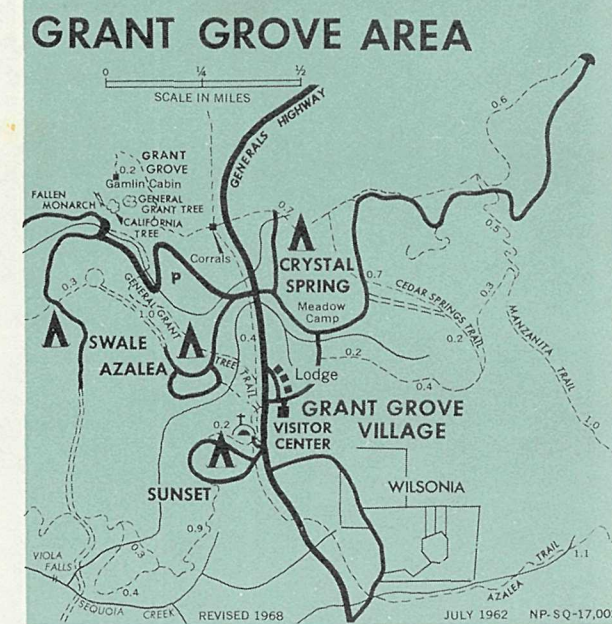 GRANT GROVE AREA
0 ¼ ½
SCALE IN MILES
GENERALS HIGHWAY
0.6
GRANT
GROVE
0.2
Gamlin Cabin
FALLEN
MONARCH
GENERAL
GRANT TREE
CALIFORNIA
TREE
Corrals
P
CRYSTAL
SPRING
Meadow
Camp
0.7
0.5
0.3
CEDAR SPRINGS TRAIL
0.2
MANZANITA TRAIL
1.0
0.3
GENERAL GRANT
TREE TRAIL
1.0
SWALE
AZALEA
0.4
0.2
0.4
Lodge
GRANT GROVE
VILLAGE
VISITOR
CENTER
0.2
SUNSET
WILSONIA
0.9
VIOLA
FALLS
0.3
0.4
SEQUOIA CREEK
AZALEA TRAIL
1.1
REVISED 1968
JULY 1962
NP-SQ-17,00